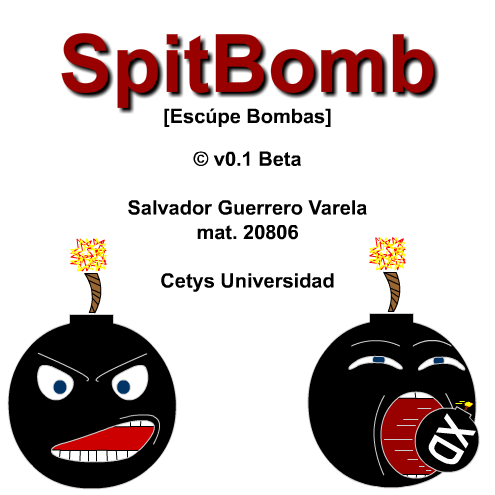 SpitBomb
[Escúpe Bombas]
© v0.1 Beta
Salvador Guerrero Varela
mat. 20806
Cetys Universidad
XD